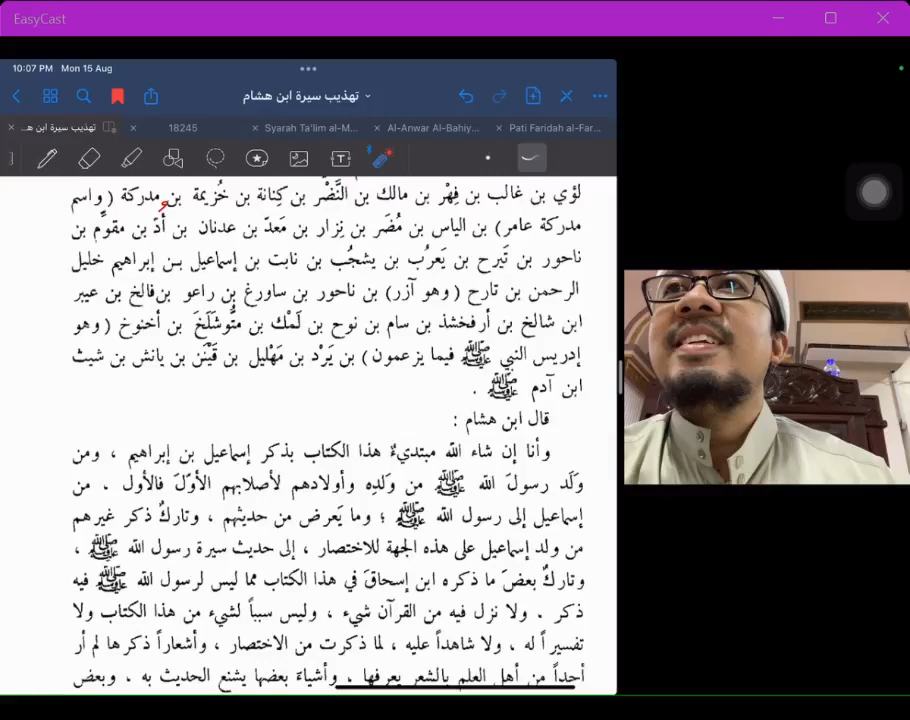 EasyCast
10:07 PM Mon 15 Aug
تهذيب سيرة ابن هشام
تهذيب سيرة ابن هـ...
18245
Syarah Ta'lim al-M...
Al-Anwar Al-Bahiy...
Pati Faridah al-Far...
لؤي بن غالب بن فِهْر بن مالك بن النَّضْر بن كِنانة بن خُزيمة بن مدركة ( واسم
مدركة عامر) بن الياس بن مُضَر بن نِزار بن مَعدّ بن عدنان بن أُدّ بن مقوِّم بن
ناحور بن تَيرح بن يَعرُب بن يشجُب بن نابت بن إسماعيل بن إبراهيم خليل
الرحمن بن تارح ( وهو آزر) بن ناحور بن ساورغ بن راعو بن فالخ بن عيبر
ابن شالخ بن أرفخشذ بن سام بن نوح بن لَمْك بن مَتُّوشَلَخَ بن أخنوخ ( وهو
إدريس النبي ﷺ فيما يزعمون ) بن يَرْد بن مَهْليل بن قَيْنَن بن يانش بن شيث
ابن آدم ﷺ .
قال ابن هشام :
وأنا إن شاء الله مبتديءٌ هذا الكتاب بذكر إسماعيل بن إبراهيم ، ومن
وَلَد رسولَ الله ﷺ من وَلَدِه وأولادهم لأصلابهم الأوّلَ فالأول . من
إسماعيل إلى رسول الله ﷺ ؛ وما يَعرض من حديثهم ، وتاركٌ ذكر غيرهم
من ولد إسماعيل على هذه الجهة للاختصار ، إلى حديث سيرة رسول الله ﷺ ،
وتاركٌ بعضَ ما ذكره ابن إسحاقَ في هذا الكتاب مما ليس لرسول الله ﷺ فيه
ذكر . ولا نزل فيه من القرآن شيء ، وليس سبباً لشيء من هذا الكتاب ولا
تفسيراً له ، ولا شاهداً عليه ، لما ذكرت من الاختصار ، وأشعاراً ذكرها لم أر
أحداً من أهل العلم بالشعر يعرفها ، وأشياءَ بعضها يشنع الحديث به ، وبعض